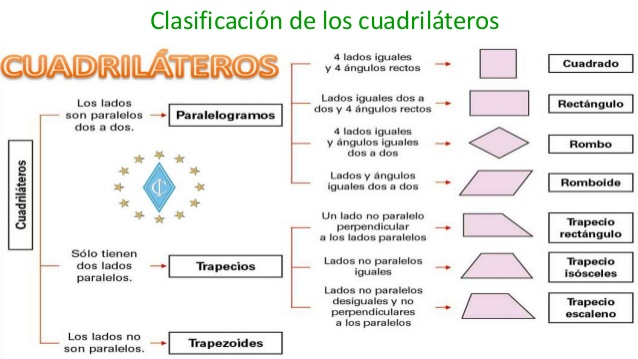 Clasificación de los cuadriláteros
CUADRILÁTEROS
Cuadriláteros
Los lados
son paralelos
dos a dos.
Paralelogramos
4 lados iguales
y 4 ángulos rectos
Cuadrado
Lados iguales dos a
dos y 4 ángulos rectos
Rectángulo
4 lados iguales
y ángulos iguales
dos a dos
Rombo
Lados y ángulos
iguales dos a dos
Romboide
Sólo tienen
dos lados
paralelos.
Trapecios
Un lado no paralelo
perpendicular
a los lados paralelos
Trapecio
rectángulo
Lados no paralelos
iguales
Trapecio
isósceles
Lados no paralelos
desiguales y no
perpendiculares
a los paralelos
Trapecio
escaleno
Los lados no
son paralelos.
Trapezoides